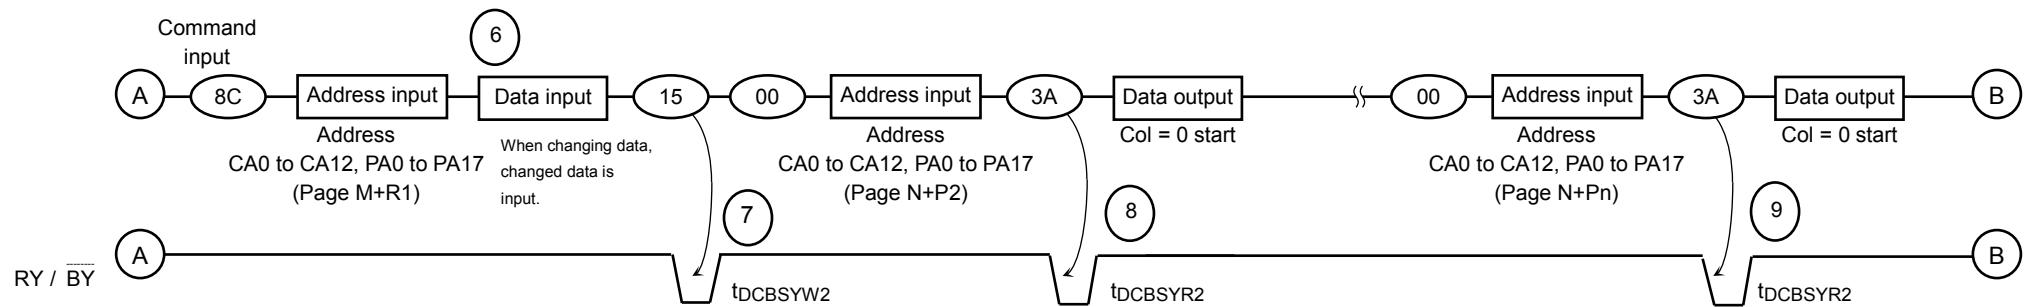 Command
input
6
A 8C Address input Data input 15 00 Address input 3A Data output 00 Address input 3A Data output B
Address
CA0 to CA12, PA0 to PA17
(Page M+R1)
When changing data,
changed data is
input.
Address
CA0 to CA12, PA0 to PA17
(Page N+P2)
Col = 0 start
Address
CA0 to CA12, PA0 to PA17
(Page N+Pn)
Col = 0 start
7
8
9
A
B
RY / BY
tDCBSYW2
tDCBSYR2
tDCBSYR2